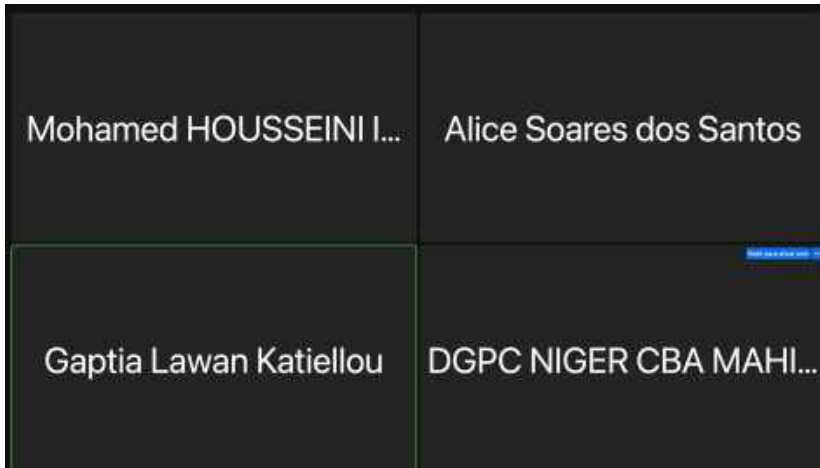 Mohamed HOUSSEINI I...
Alice Soares dos Santos
Gaptia Lawan Katiellou
DGPC NIGER CBA MAHI...